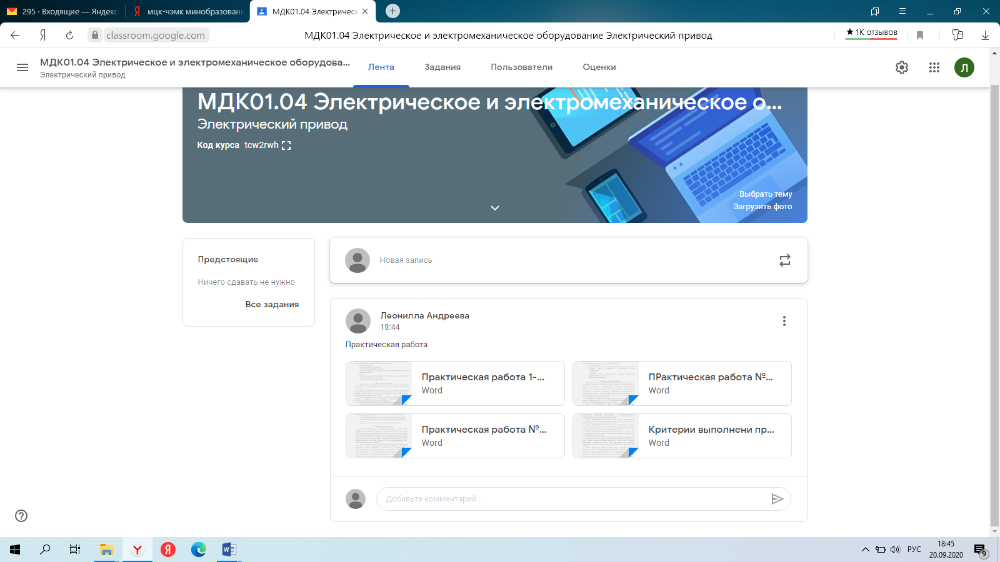 295 · Входящие — Яндекс
мцк-чэмк минобразовани
МДК01.04 Электрическ
classroom.google.com
МДК01.04 Электрическое и электромеханическое оборудование Электрический привод
★1К отзывов
МДК01.04 Электрическое и электромеханическое оборудова...
Электрический привод
Лента
Задания
Пользователи
Оценки
Л
МДК01.04 Электрическое и электромеханическое о...
Электрический привод
Код курса tcw2rwh
Выбрать тему
Загрузить фото
Предстоящие
Ничего сдавать не нужно
Все задания
Новая запись
Леонилла Андреева
18:44
Практическая работа
Практическая работа 1-...
Word
ПРактическая работа №...
Word
Практическая работа №...
Word
Критерии выполнени пр...
Word
Добавьте комментарий...
РУС
18:45
20.09.2020
9